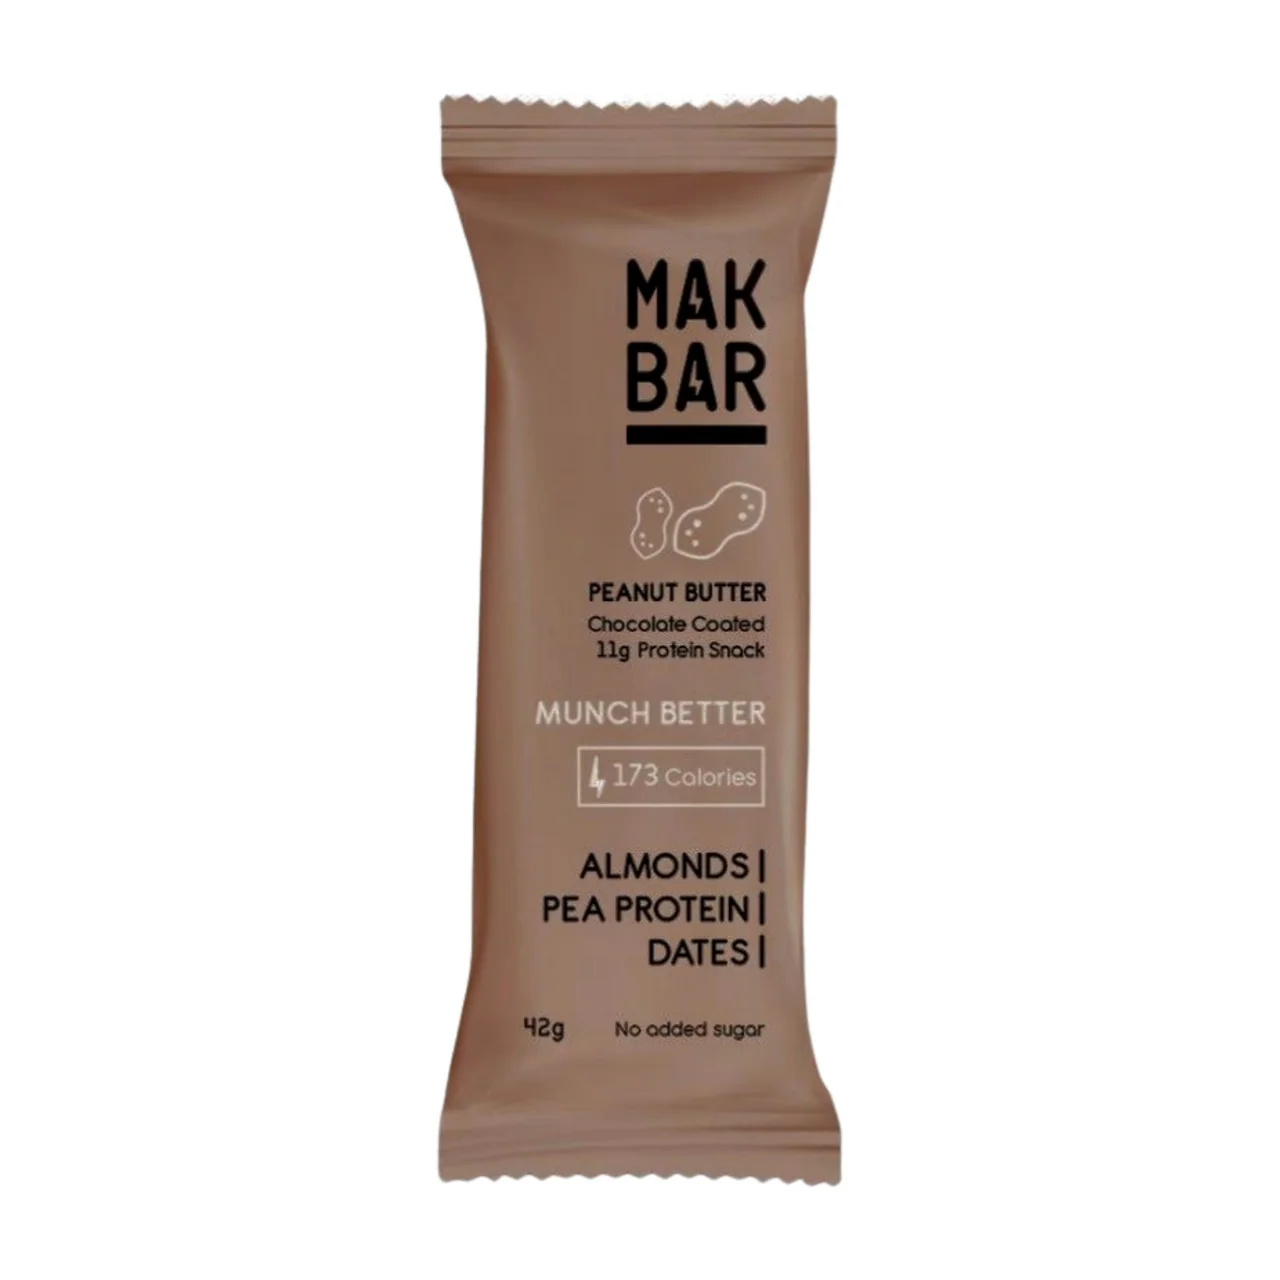 MAK
BAR
PEANUT BUTTER
Chocolate Coated
11g Protein Snack
MUNCH BETTER
173 Calories
ALMONDS|
PEA PROTEIN|
DATES|
42g No added sugar